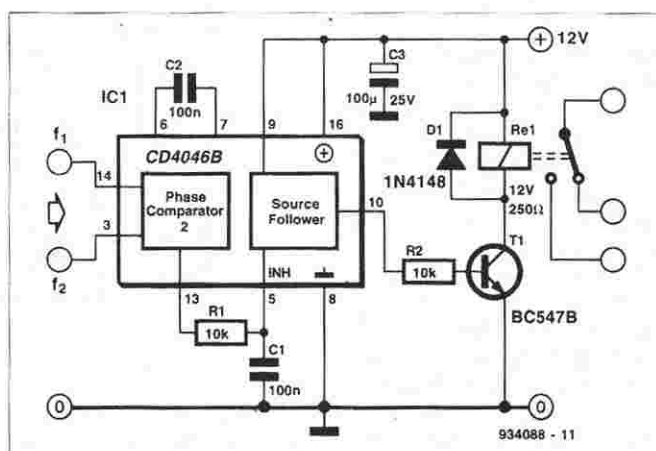 C2
100n
IC1
6
7
9
16
C3
100µ
25V
12V
f₁
14
CD4046B
Phase
Comparator
2
Source
Follower
10
f₂
3
INH
13
5
8
R1
10k
C1
100n
R2
10k
D1
1N4148
Re1
12V
250Ω
T1
BC547B
0
0
934088 - 11